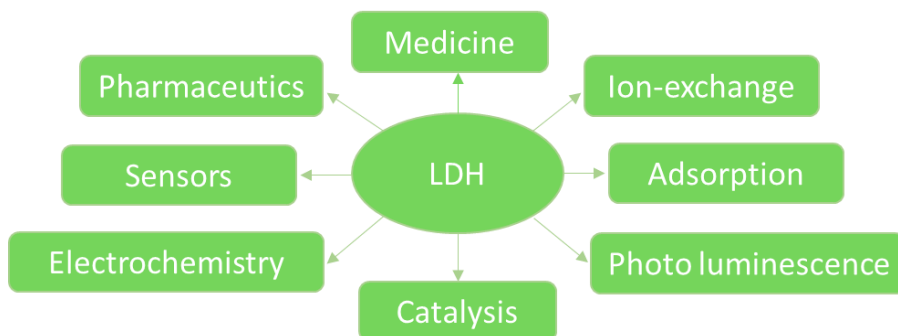 Medicine
Pharmaceutics
Ion-exchange
Sensors
LDH
Adsorption
Electrochemistry
Photo luminescence
Catalysis